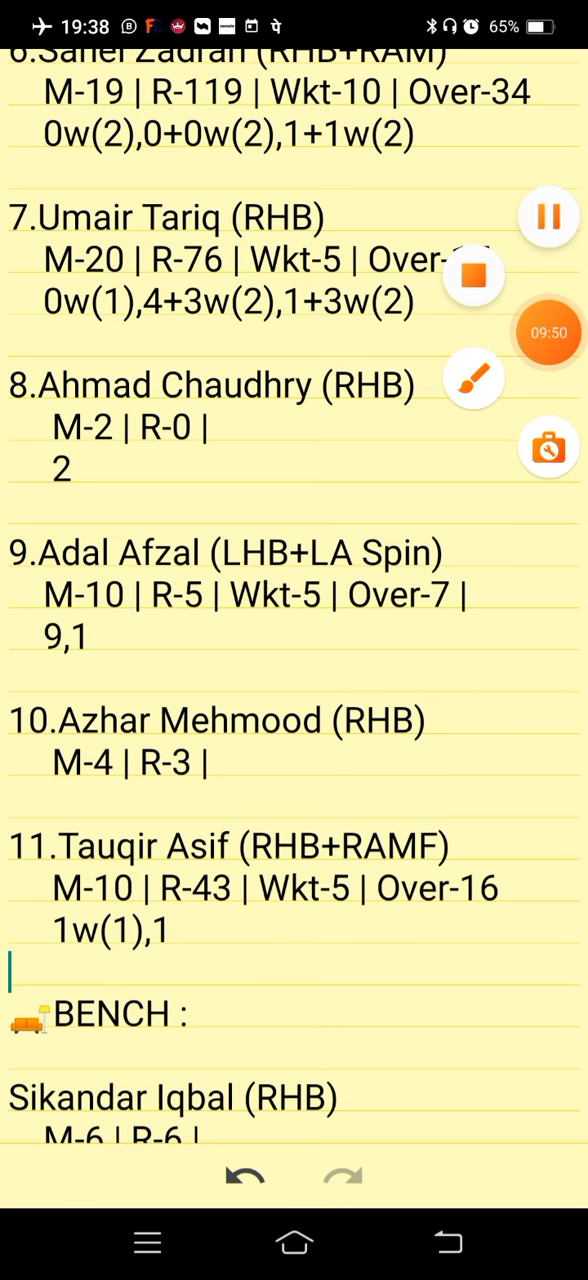 19:38
पे
65%
M-19 | R-119 | Wkt-10 | Over-34
0w(2),0+0w(2),1+1w(2)
7.Umair Tariq (RHB)
M-20 | R-76 | Wkt-5 | Over-
0w(1),4+3w(2),1+3w(2)
09:50
8.Ahmad Chaudhry (RHB)
M-2 | R-0 |
2
9.Adal Afzal (LHB+LA Spin)
M-10 | R-5 | Wkt-5 | Over-7 |
9,1
10.Azhar Mehmood (RHB)
M-4 | R-3 |
11.Tauqir Asif (RHB+RAMF)
M-10 | R-43 | Wkt-5 | Over-16
1w(1),1
BENCH :
Sikandar Iqbal (RHB)
M-6 | R-6 |